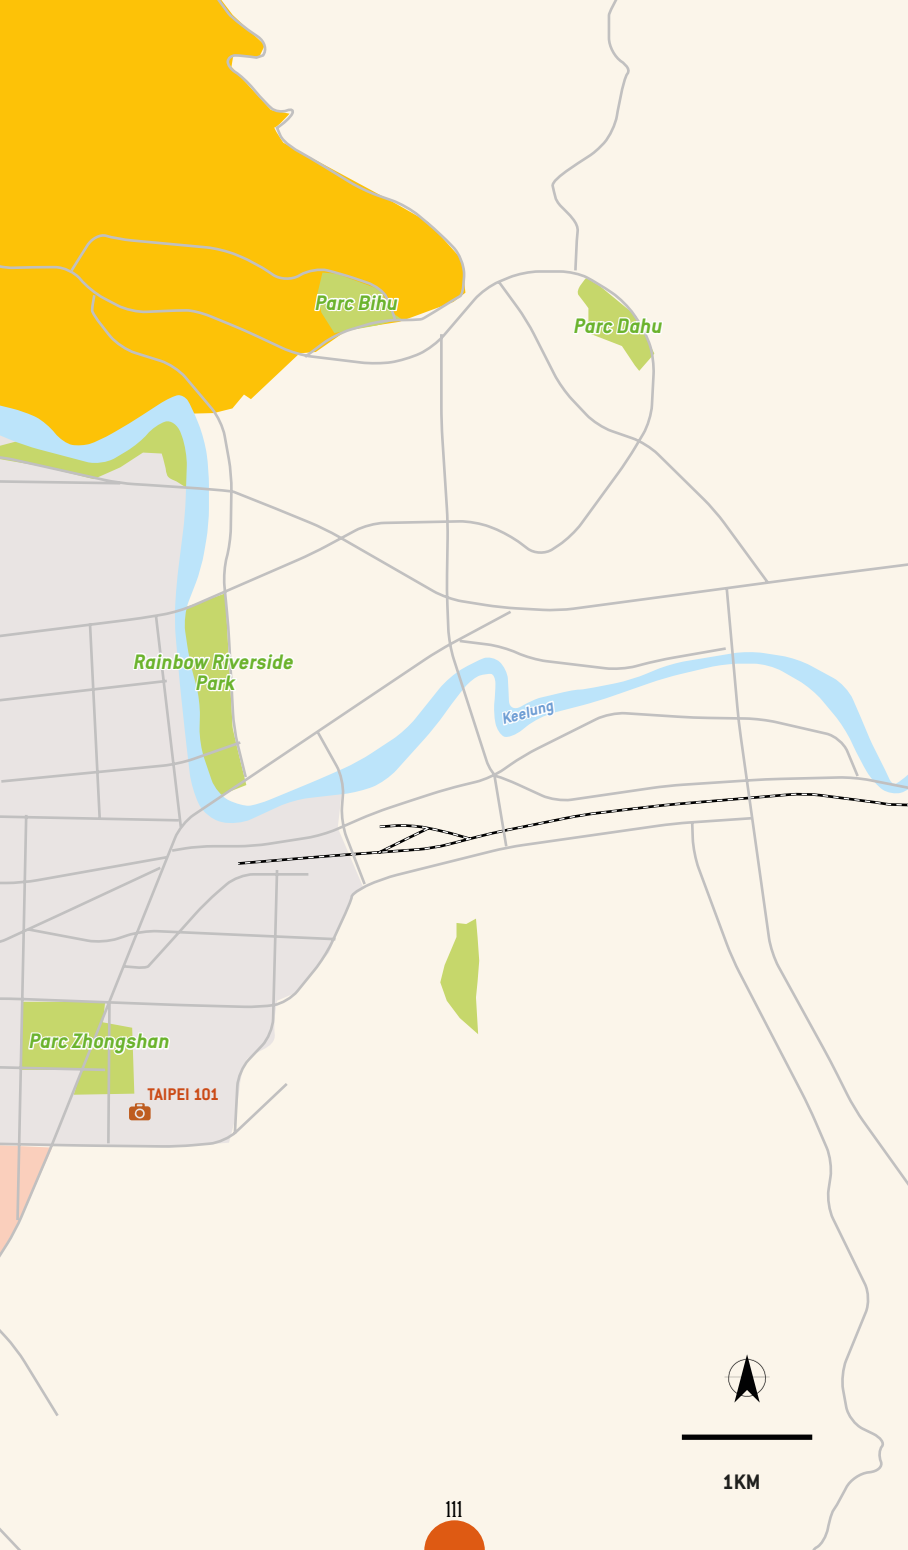 Parc Bihu
Parc Dahu
Rainbow Riverside
Park
Keelung
Parc Zhongshan
TAIPEI 101
1KM
111